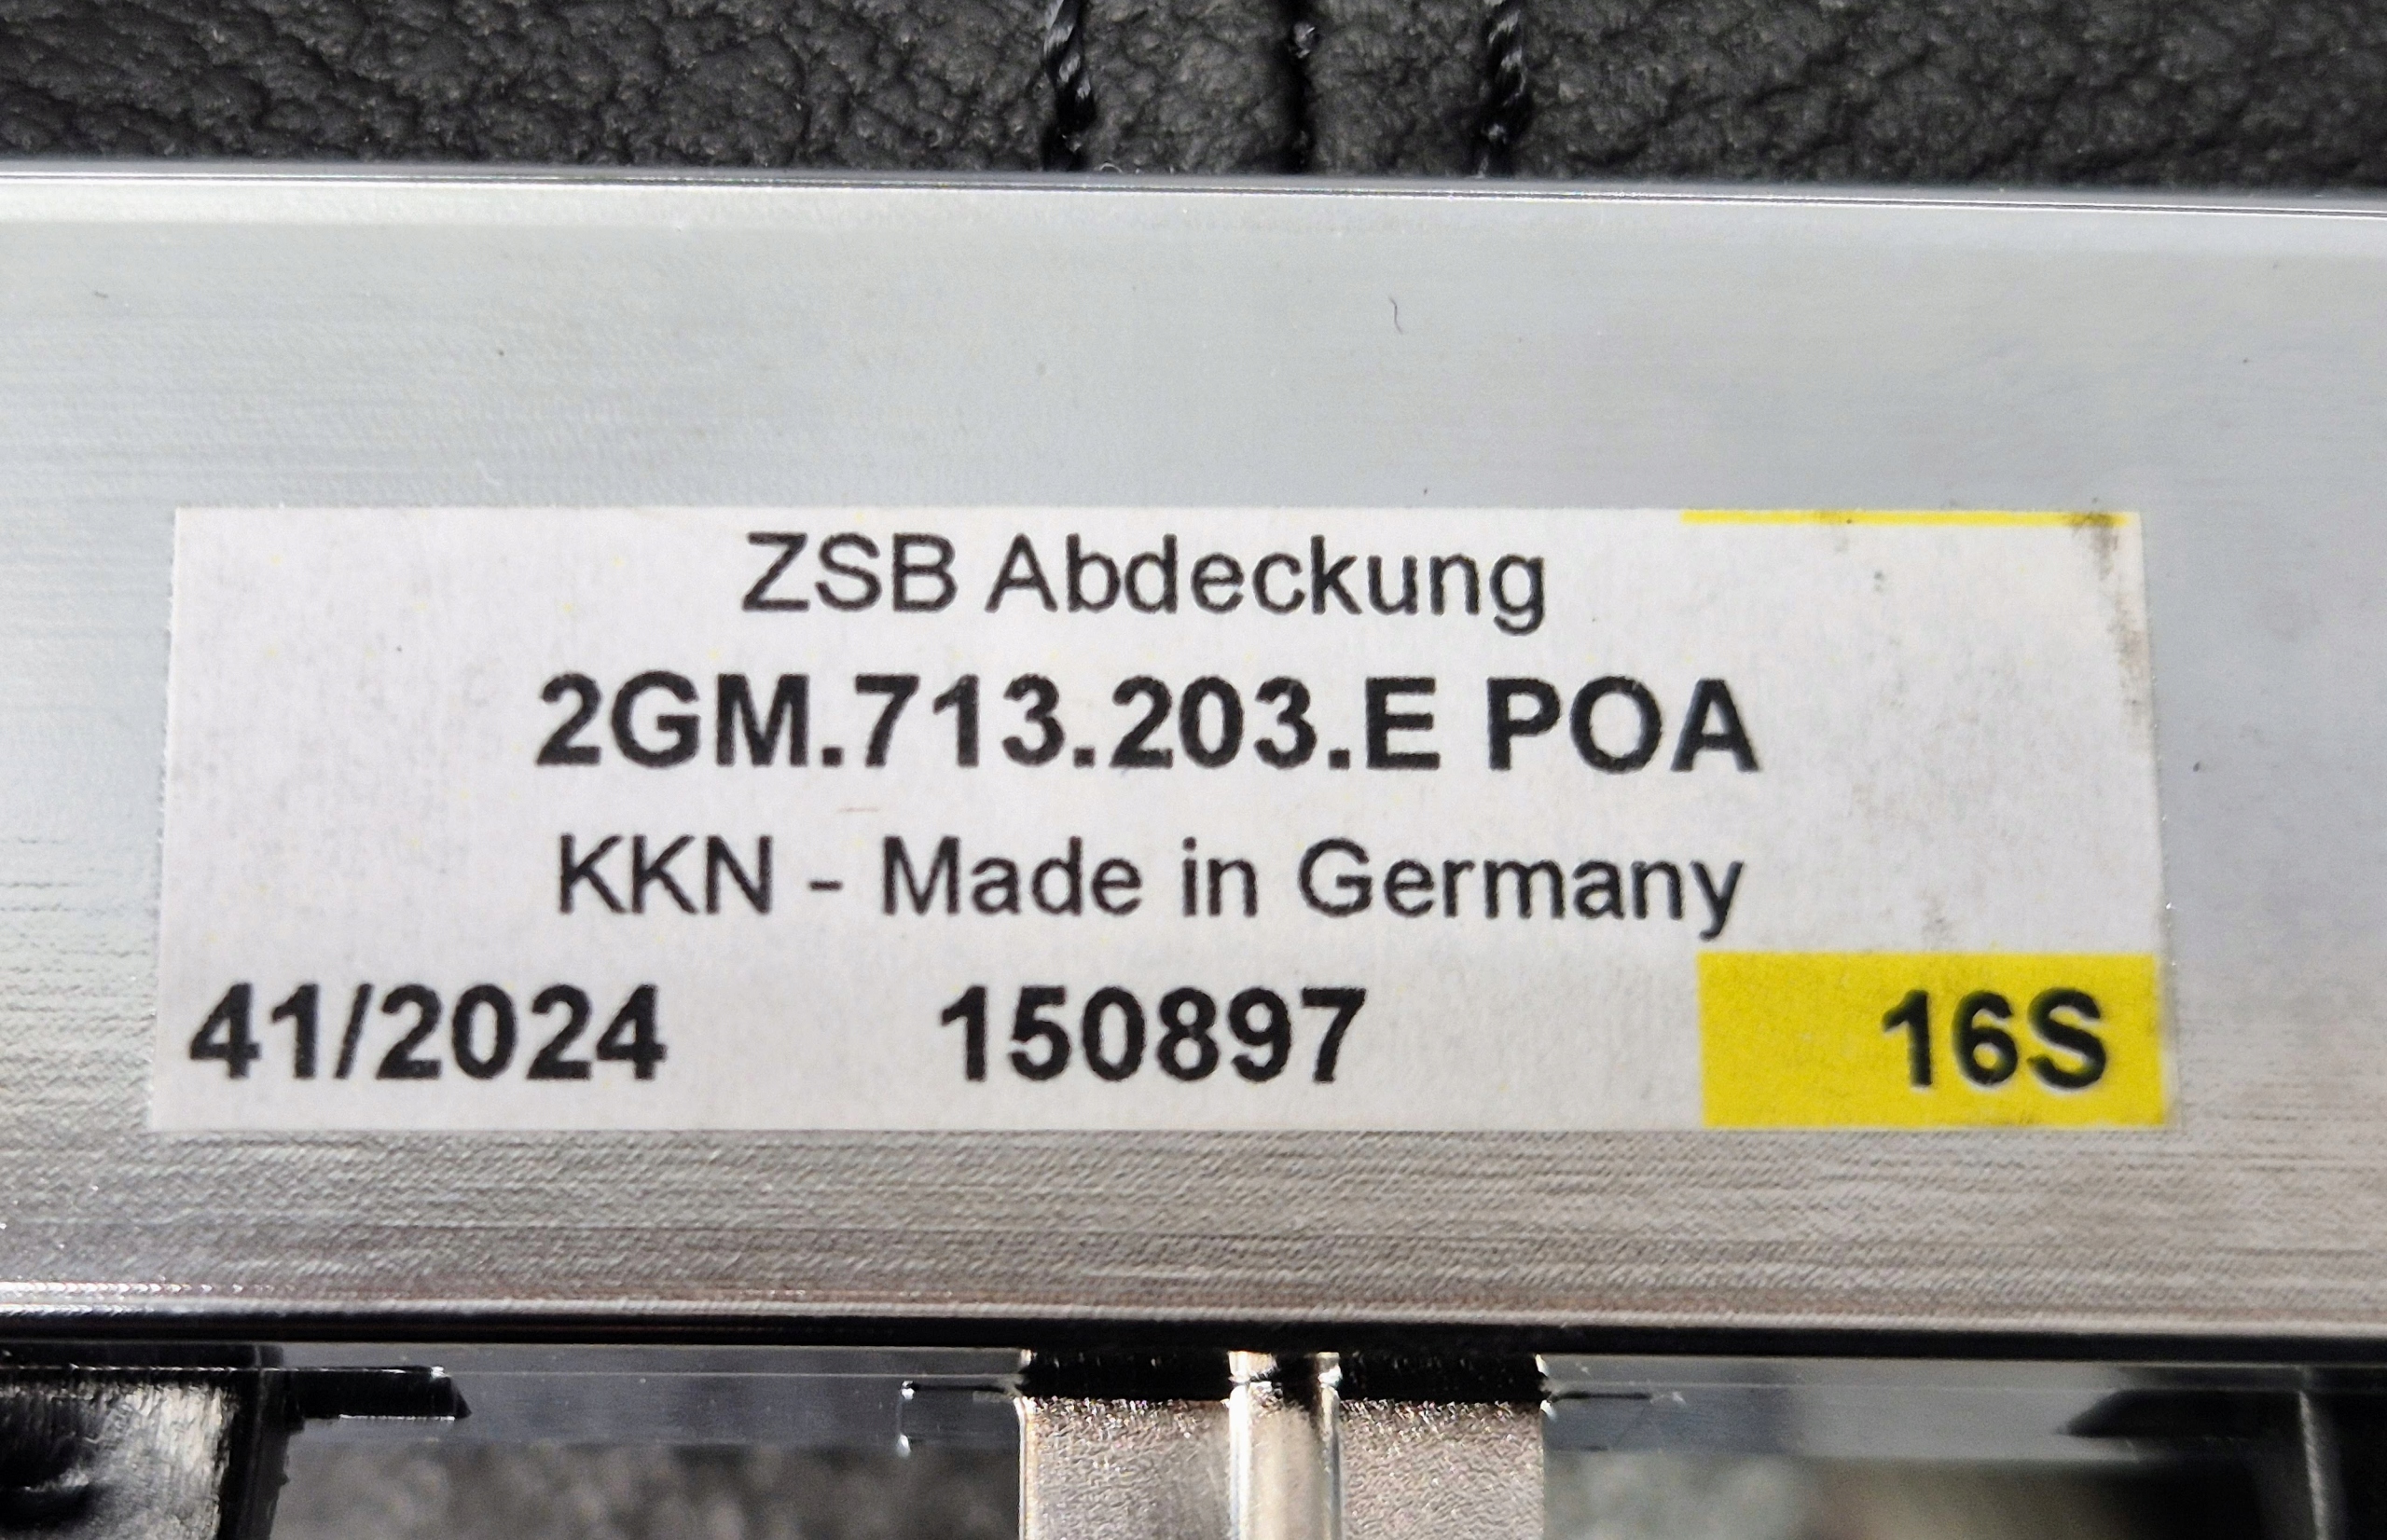 ZSB Abdeckung
2GM.713.203.E POA
KKN - Made in Germany
41/2024 150897 16S